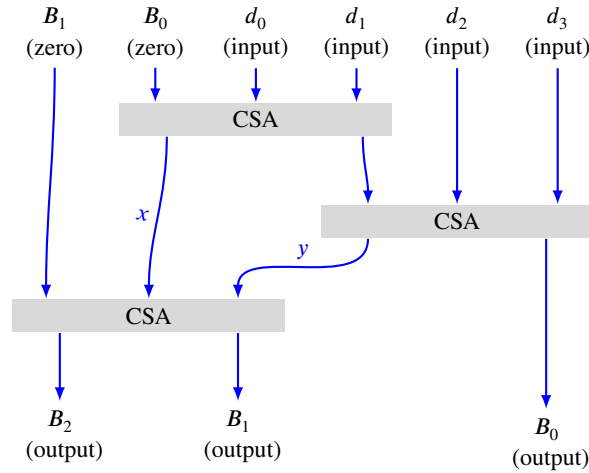 B₁ B₀ d₀ d₁ d₂ d₃
(zero) (zero) (input) (input) (input) (input)
CSA
x
CSA
y
CSA
B₂ B₁ B₀
(output) (output) (output)